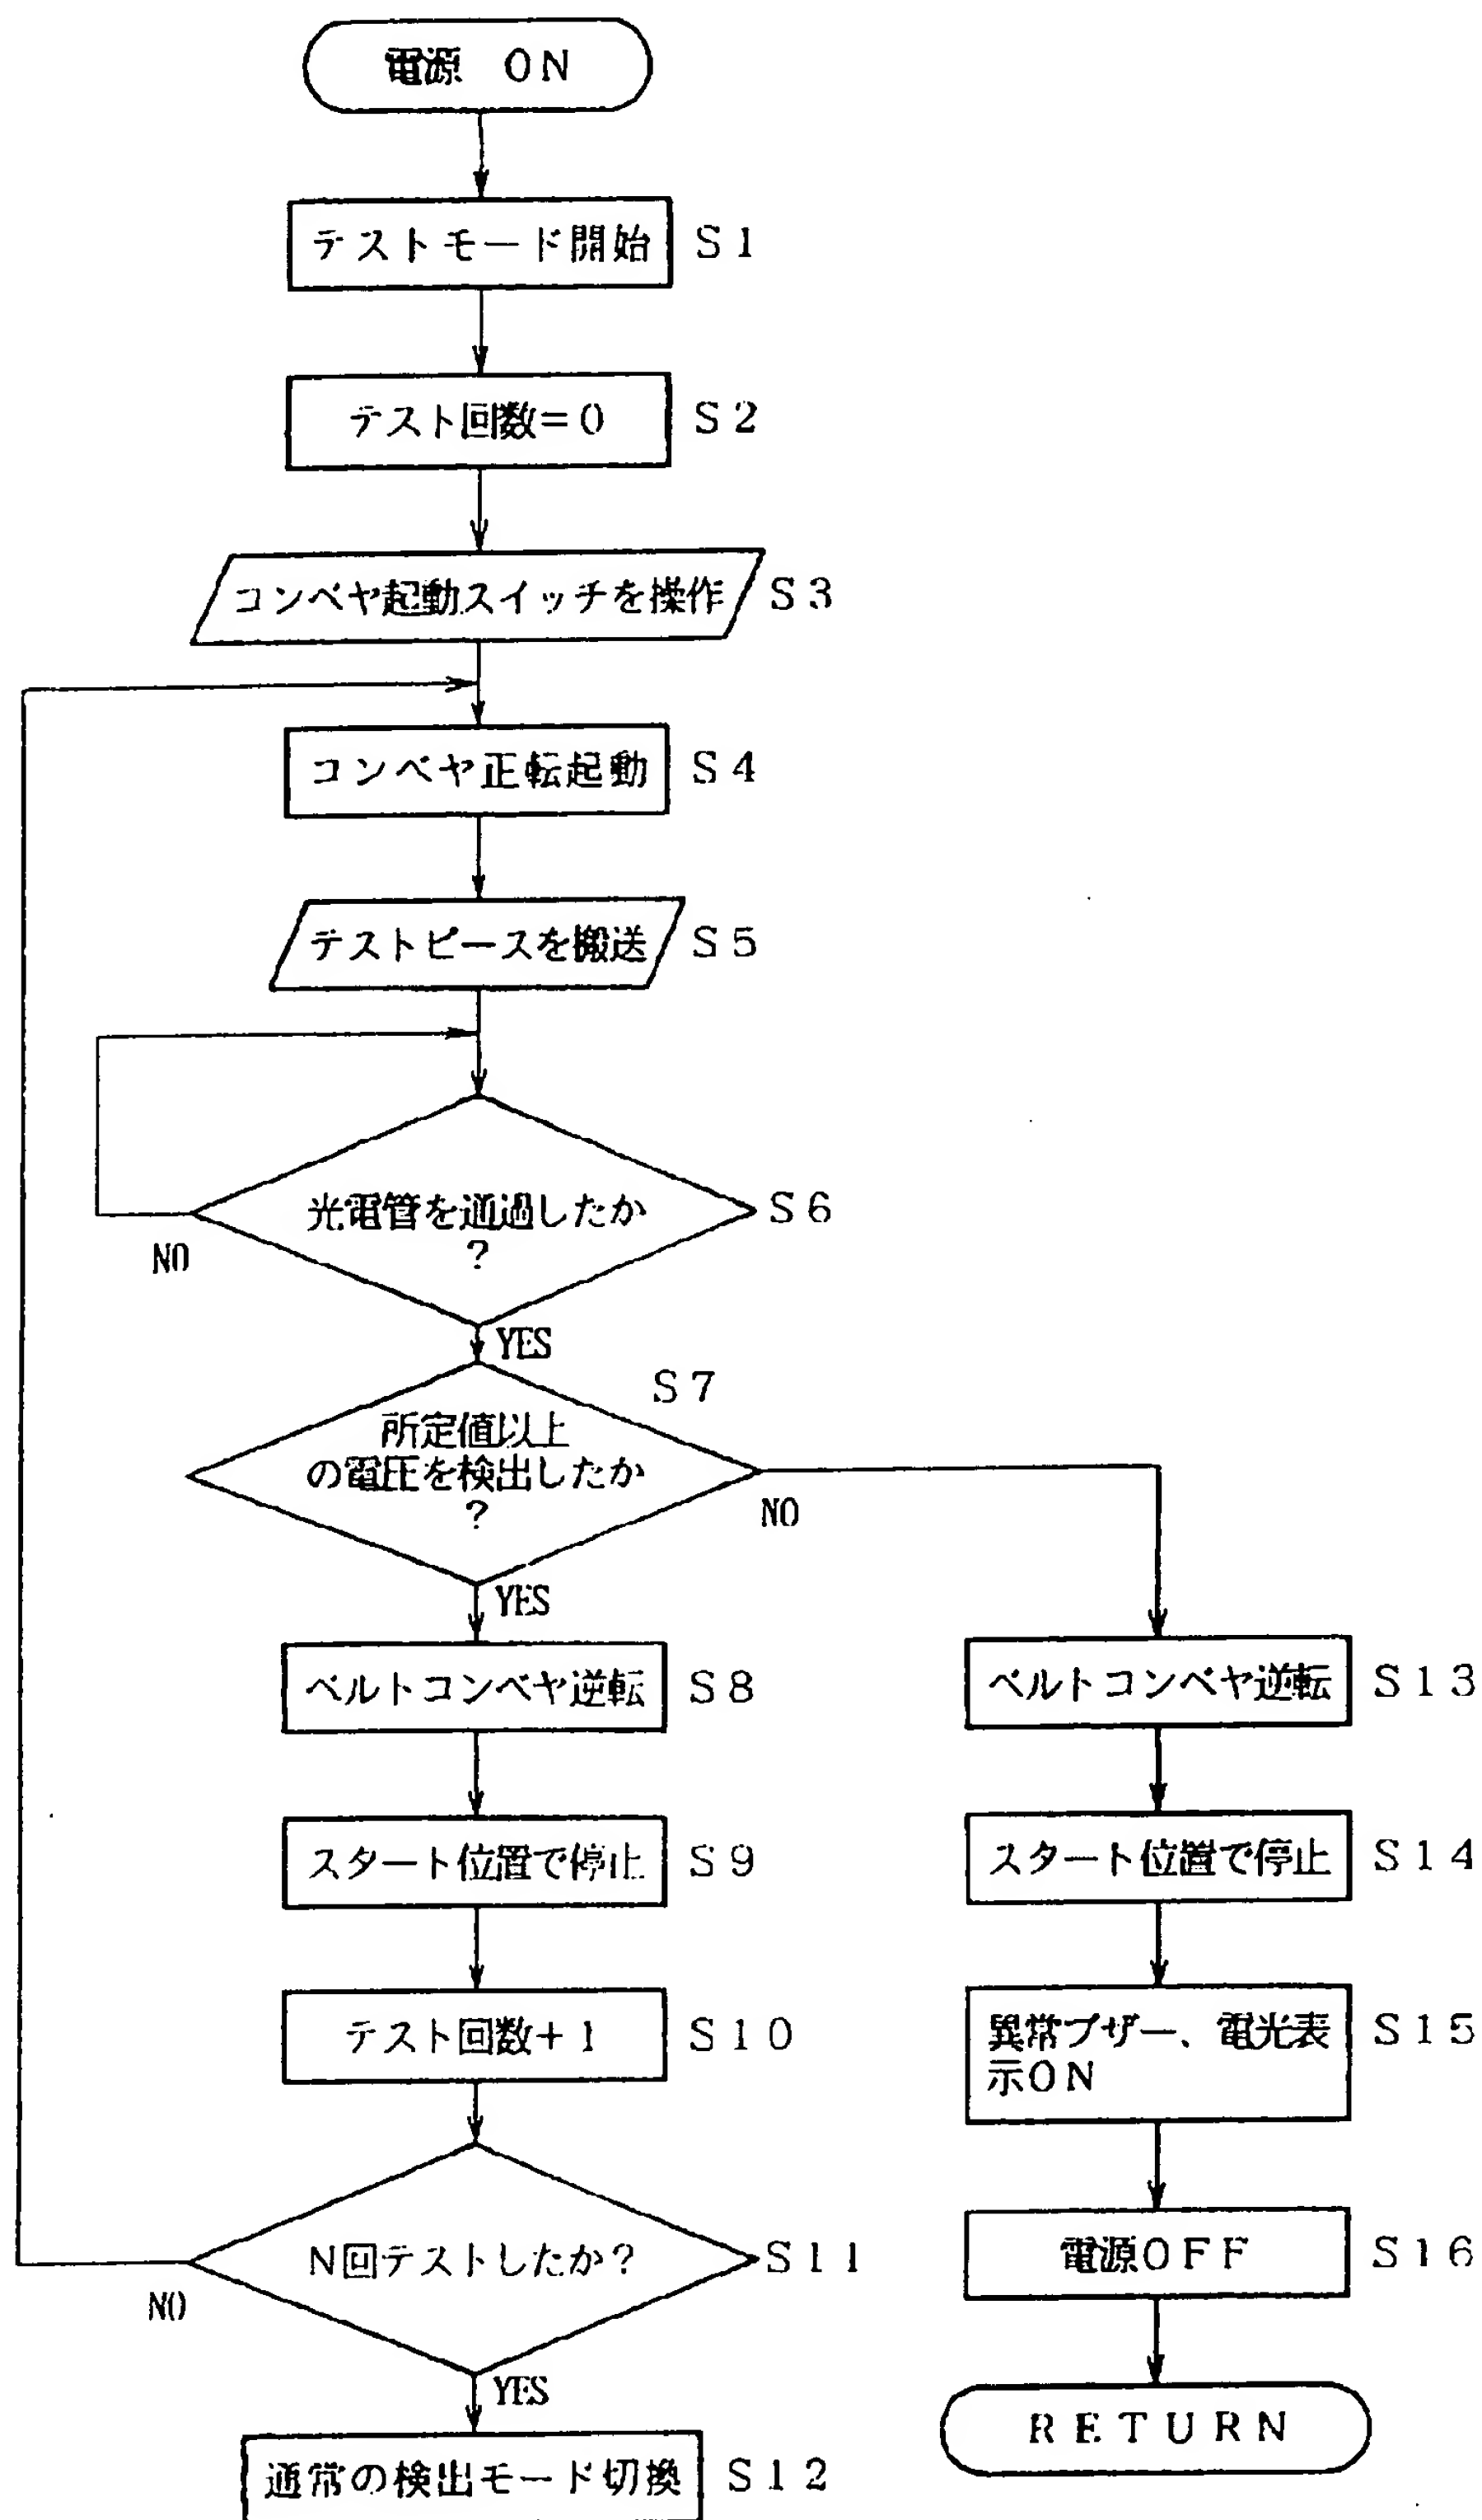 電源 ON
テストモード開始 S1
テスト回数=0 S2
コンベヤ起動スイッチを操作 S3
コンベヤ正転起動 S4
テストピースを搬送 S5
光電管を通過したか S6
?
NO
YES
S7
所定値以上
の電圧を検出したか
?
NO
YES
ベルトコンベヤ逆転 S8
スタート位置で停止 S9
テスト回数+1 S10
N回テストしたか? S11
NO
YES
通常の検出モード切換 S12
ベルトコンベヤ逆転 S13
スタート位置で停止 S14
異常ブザー、電光表 S15
示ON
電源OFF S16
RETURN